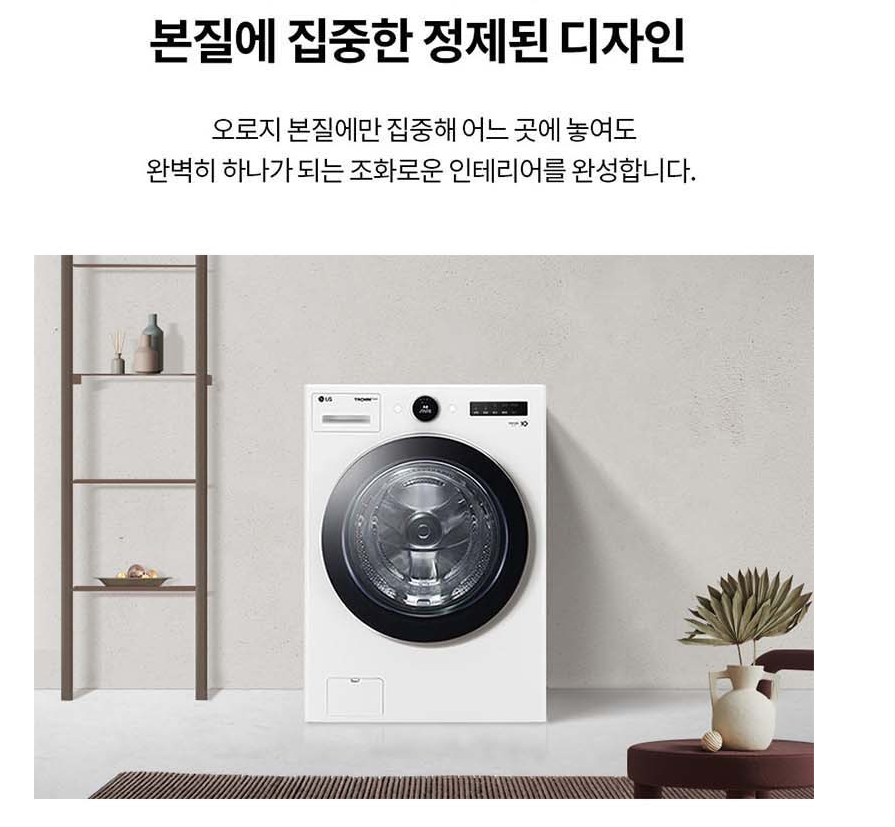 본질에 집중한 정제된 디자인
오로지 본질에만 집중해 어느 곳에 놓여도
완벽히 하나가 되는 조화로운 인테리어를 완성합니다.
LG
TROMM